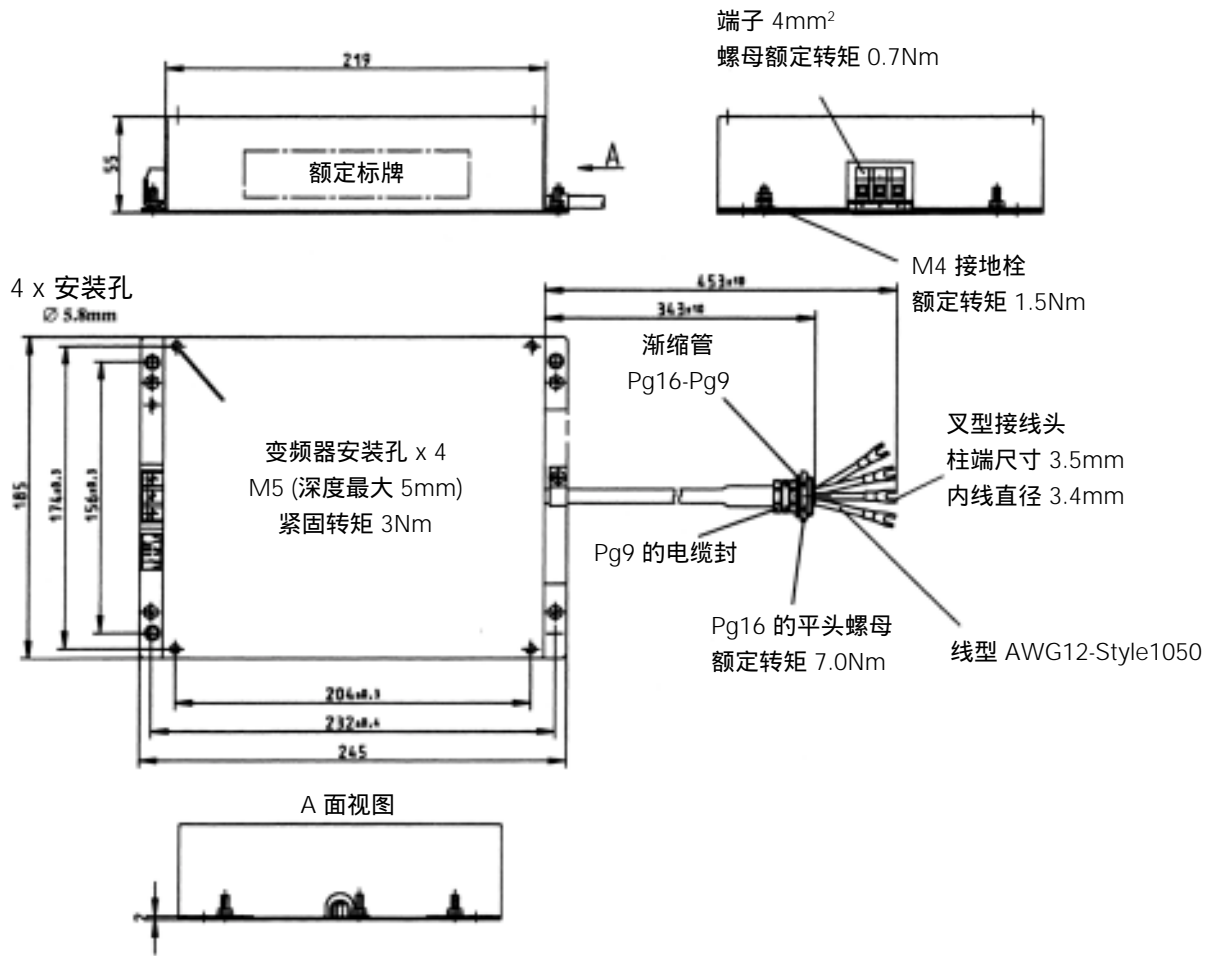 端子 4mm²
螺母额定转矩 0.7Nm
219
55
额定标牌
A
M4 接地栓
额定转矩 1.5Nm
4 x 安装孔
∅ 5.8mm
453±10
343±10
渐缩管
Pg16-Pg9
叉型接线头
柱端尺寸 3.5mm
内线直径 3.4mm
变频器安装孔 x 4
M5 (深度最大 5mm)
紧固转矩 3Nm
185
174±0.3
156±0.3
Pg9 的电缆封
Pg16 的平头螺母
额定转矩 7.0Nm
线型 AWG12-Style1050
204±0.3
232±0.4
245
A 面视图
2